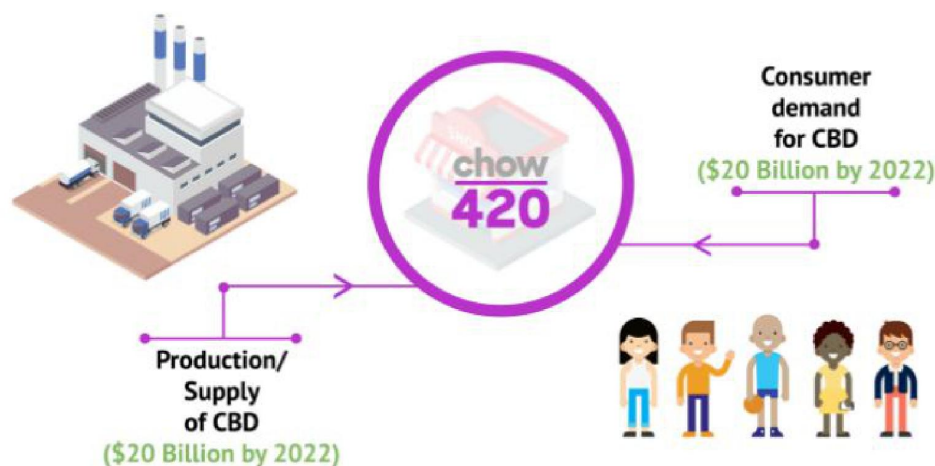 chow
420
Consumer
demand
for CBD
($20 Billion by 2022)
Production/
Supply
of CBD
($20 Billion by 2022)